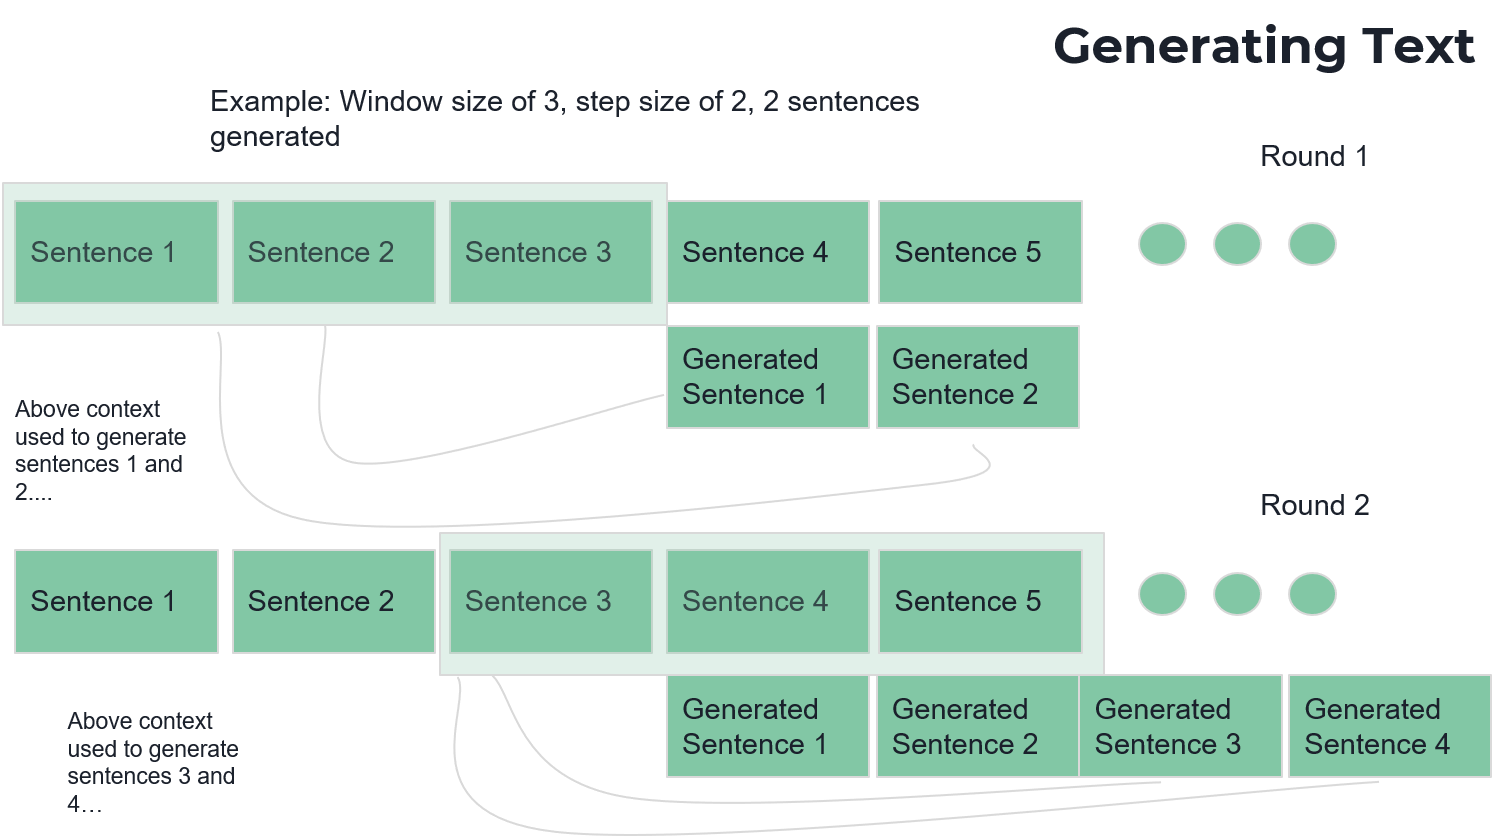 Generating Text
Example: Window size of 3, step size of 2, 2 sentences
generated
Round 1
Sentence 1
Sentence 2
Sentence 3
Sentence 4
Sentence 5
Generated
Sentence 1
Generated
Sentence 2
Above context
used to generate
sentences 1 and
2....
Round 2
Sentence 1
Sentence 2
Sentence 3
Sentence 4
Sentence 5
Generated
Sentence 1
Generated
Sentence 2
Generated
Sentence 3
Generated
Sentence 4
Above context
used to generate
sentences 3 and
4…